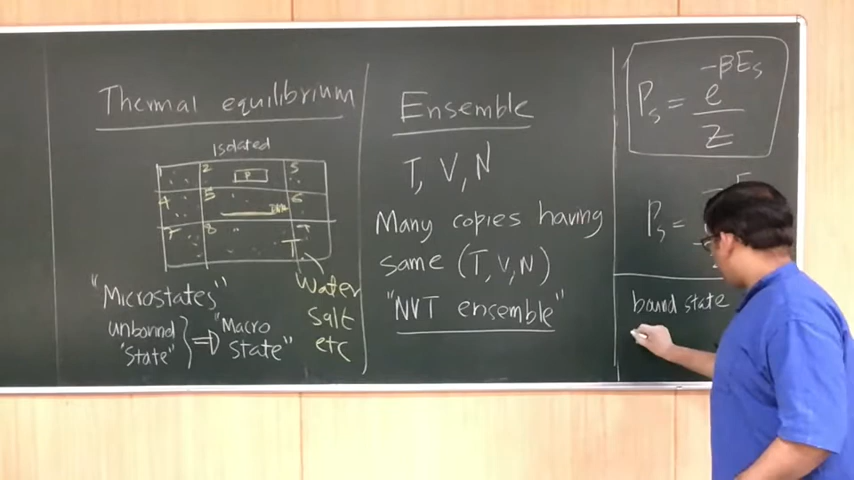 Thermal equilibrium
isolated
1 2 3
P
4 5 6
DNA
7 8 9
T
Water
Salt
etc
"Microstates"
unbound
"State"
⇒ "Macro
state"
Ensemble
T, V, N
Many copies having
same (T, V, N)
"NVT ensemble"
P_s = e^{-βE_s} / Z
P_s =
bound state